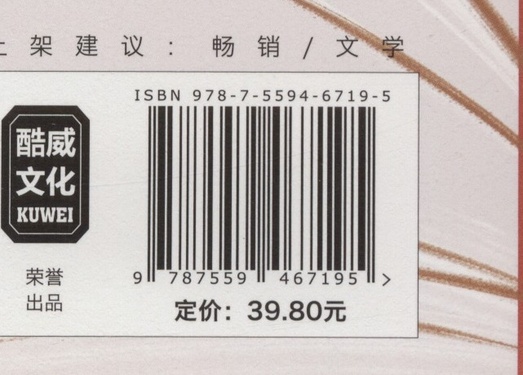 上架建议：畅销/文学
ISBN 978-7-5594-6719-5
酷威
文化
KUWEI
荣誉
出品
9 787559 467195 >
定价：39.80元